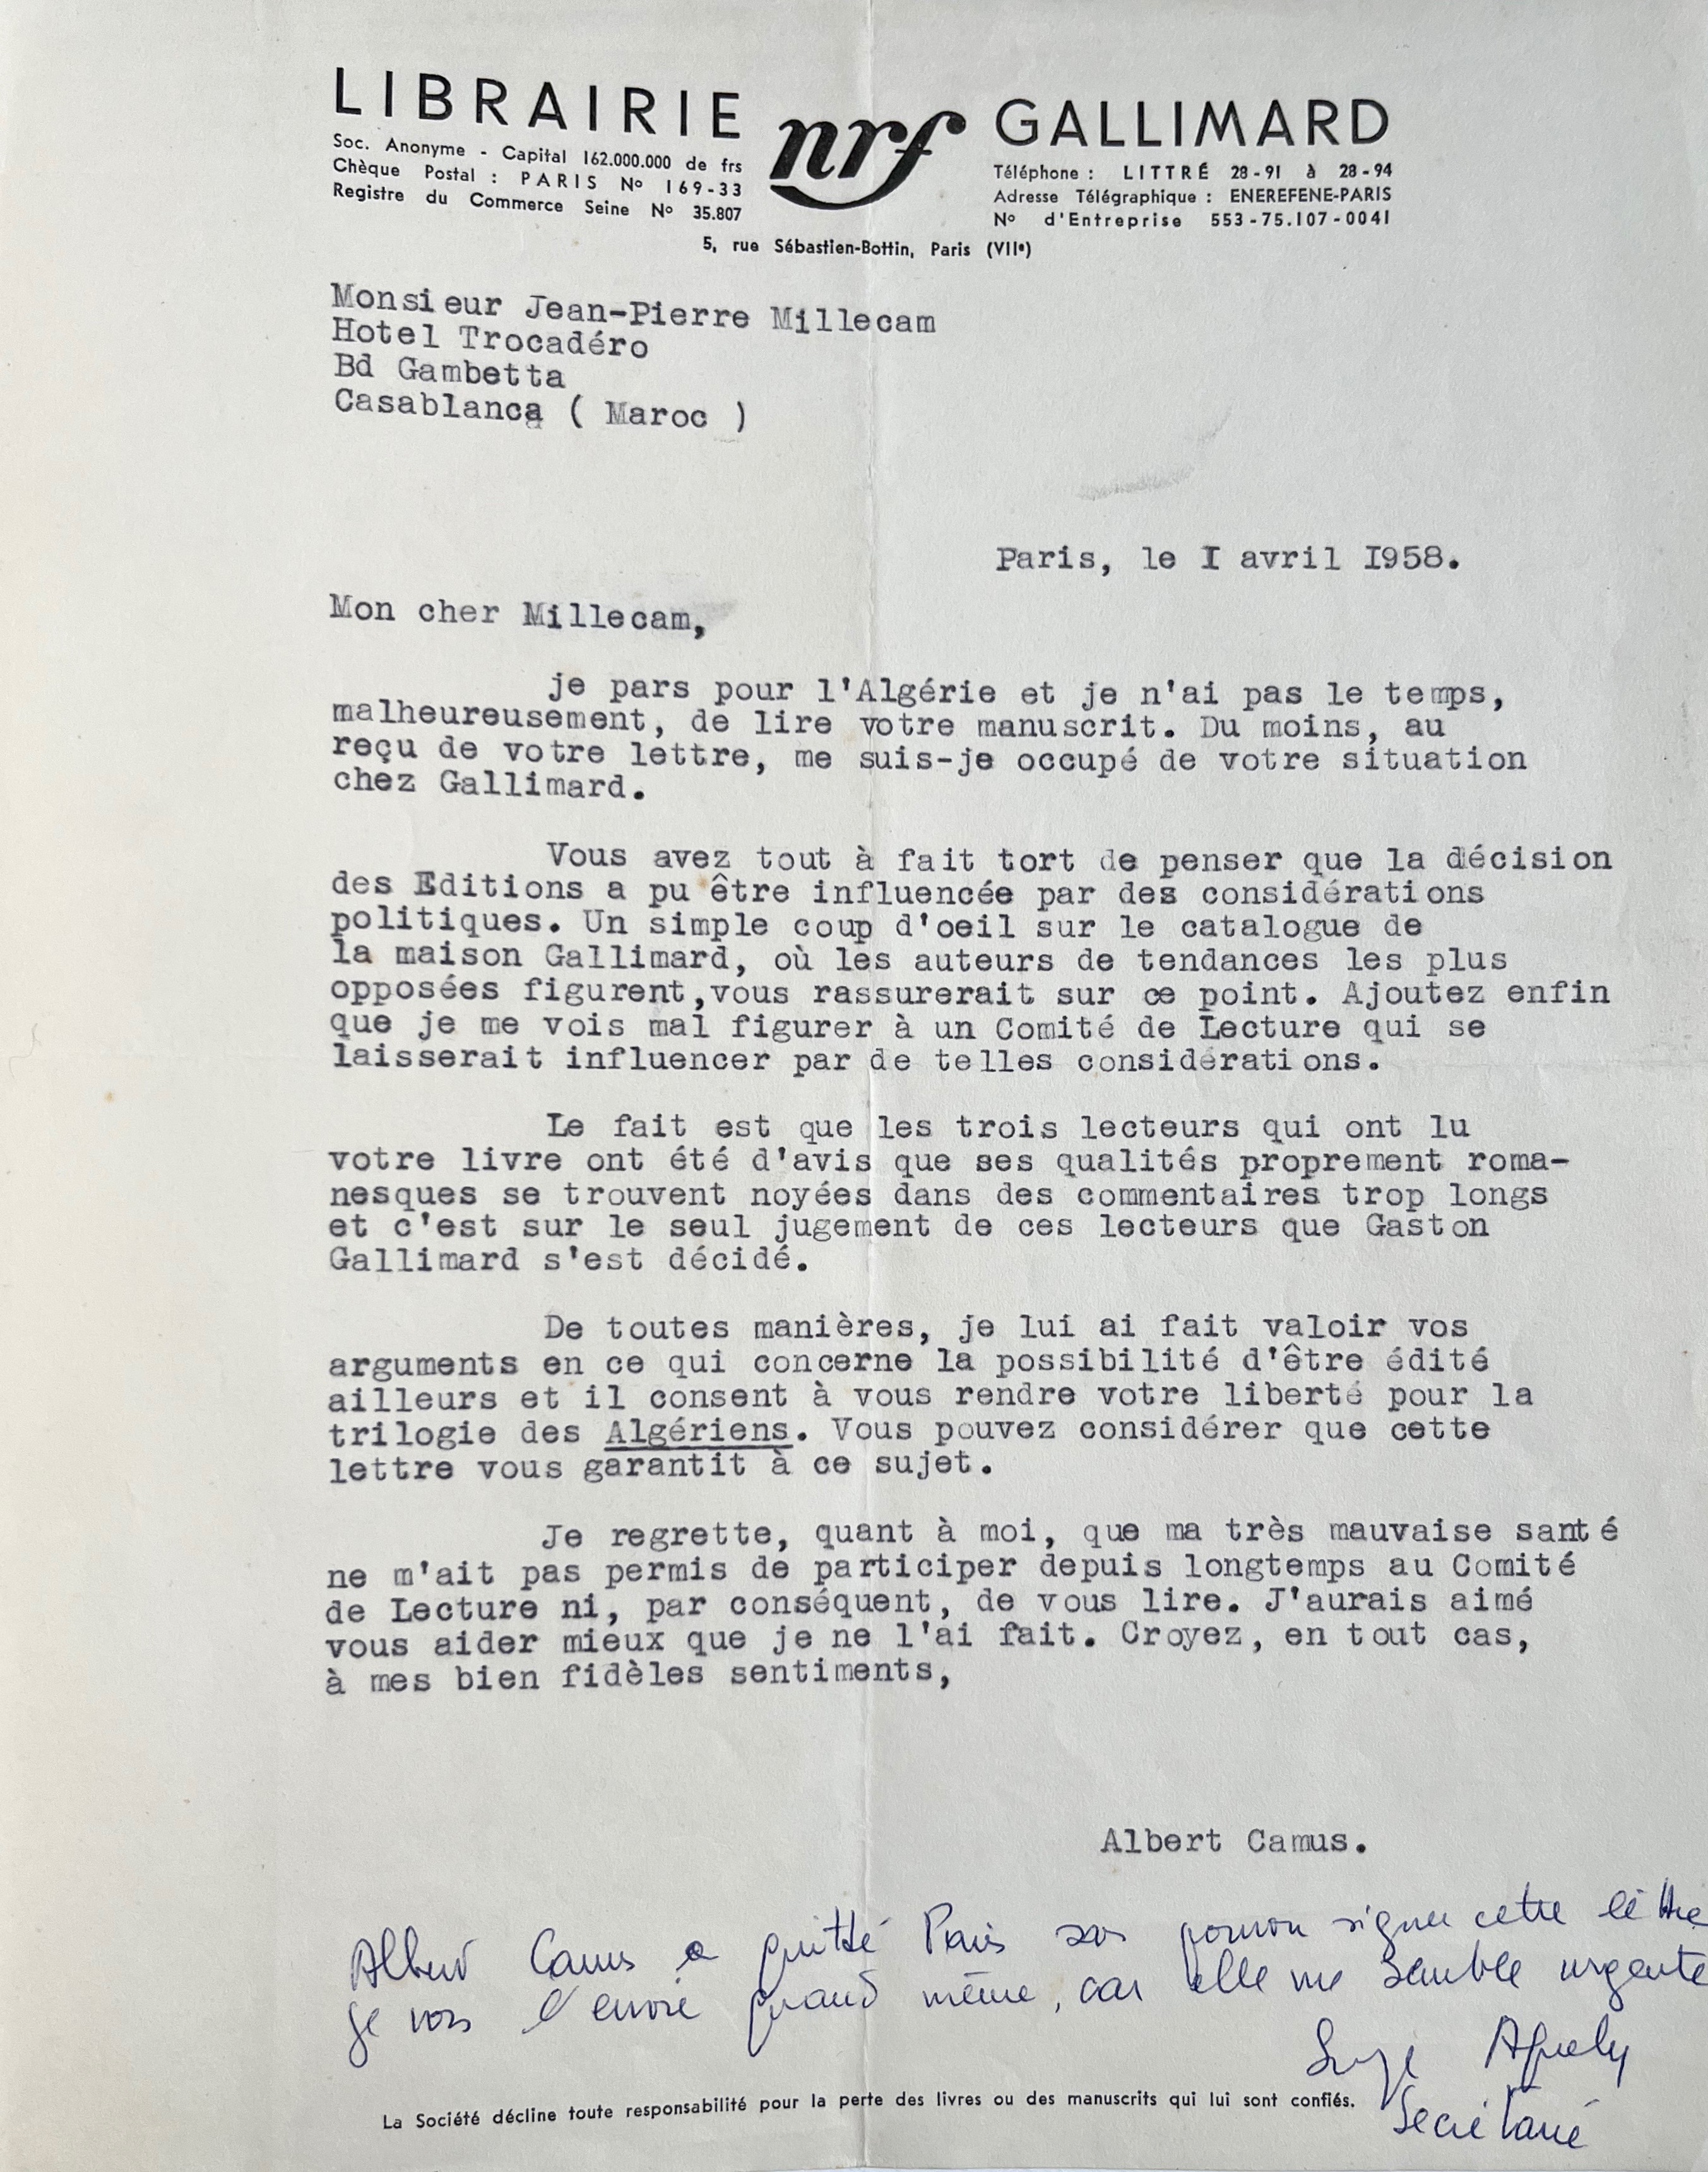 LIBRAIRIE nrf GALLIMARD
Soc. Anonyme - Capital 162.000.000 de frs
Chèque Postal : PARIS Nº 169-33
Registre du Commerce Seine Nº 35.807
Téléphone : LITTRÉ 28-91 à 28-94
Adresse Télégraphique : ENEREFENE-PARIS
Nº d'Entreprise 553-75.107-0041
5, rue Sébastien-Bottin, Paris (VIIe)
Monsieur Jean-Pierre Millecam
Hotel Trocadéro
Bd Gambetta
Casablanca ( Maroc )
Paris, le I avril I958.
Mon cher Millecam,
je pars pour l'Algérie et je n'ai pas le temps,
malheureusement, de lire votre manuscrit. Du moins, au
reçu de votre lettre, me suis-je occupé de votre situation
chez Gallimard.
Vous avez tout à fait tort de penser que la décision
des Editions a pu être influencée par des considérations
politiques. Un simple coup d'oeil sur le catalogue de
la maison Gallimard, où les auteurs de tendances les plus
opposées figurent,vous rassurerait sur ce point. Ajoutez enfin
que je me vois mal figurer à un Comité de Lecture qui se
laisserait influencer par de telles considérations.
Le fait est que les trois lecteurs qui ont lu
votre livre ont été d'avis que ses qualités proprement roma-
nesques se trouvent noyées dans des commentaires trop longs
et c'est sur le seul jugement de ces lecteurs que Gaston
Gallimard s'est décidé.
De toutes manières, je lui ai fait valoir vos
arguments en ce qui concerne la possibilité d'être édité
ailleurs et il consent à vous rendre votre liberté pour la
trilogie des Algériens. Vous pouvez considérer que cette
lettre vous garantit à ce sujet.
Je regrette, quant à moi, que ma très mauvaise santé
ne m'ait pas permis de participer depuis longtemps au Comité
de Lecture ni, par conséquent, de vous lire. J'aurais aimé
vous aider mieux que je ne l'ai fait. Croyez, en tout cas,
à mes bien fidèles sentiments,
Albert Camus.
Albert Camus a quitté Paris sans pouvoir signer cette lettre
Je vous l'envoie quand même, car elle me semble urgente
Suze Agnely
Secrétaire
La Société décline toute responsabilité pour la perte des livres ou des manuscrits qui lui sont confiés.